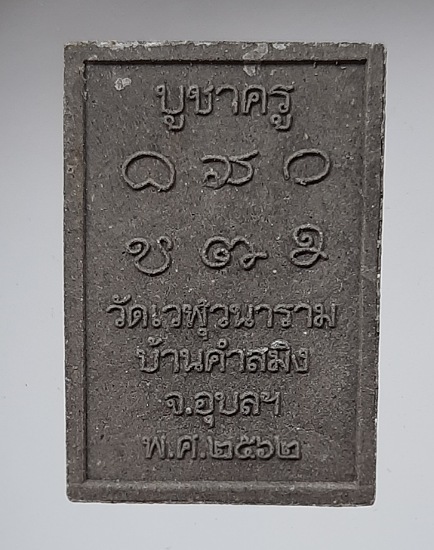 บูชาครู
วัดเวฬุวนาราม
บ้านคำสมิง
จ.อุบลฯ
พ.ศ.๒๕๖๒